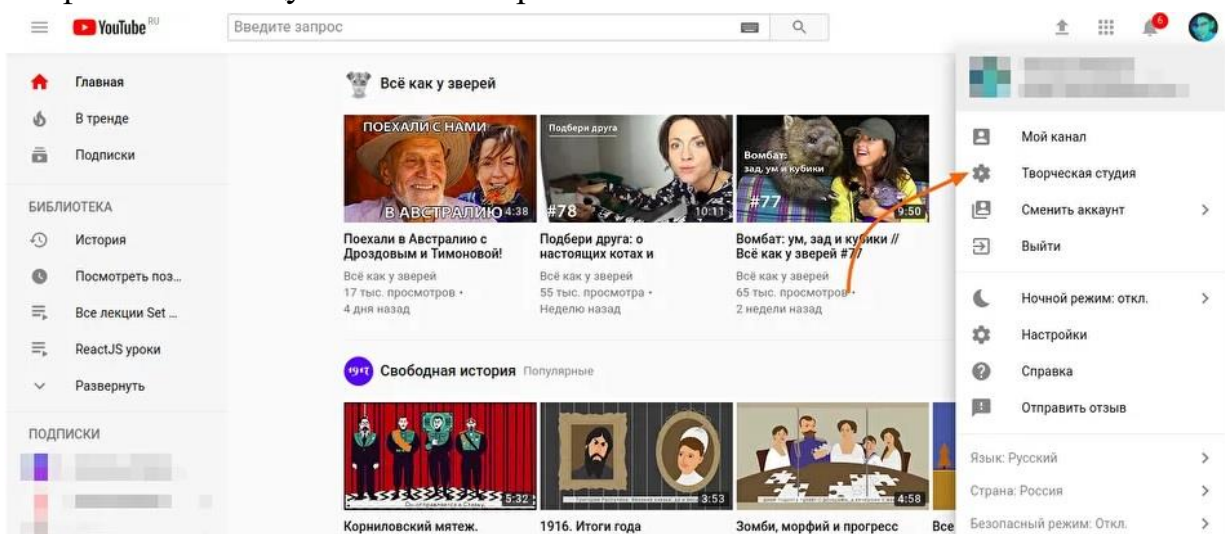 YouTube RU
Введите запрос
6
Главная
В тренде
Подписки
БИБЛИОТЕКА
История
Посмотреть поз...
Все лекции Set ...
ReactJS уроки
Развернуть
ПОДПИСКИ
Всё как у зверей
ПОЕХАЛИ С НАМИ
В АВСТРАЛИЮ
4:38
Поехали в Австралию с
Дроздовым и Тимоновой!
Всё как у зверей
17 тыс. просмотров •
4 дня назад
Подбери друга
#78
10:11
Подбери друга: о
настоящих котах и
Всё как у зверей
55 тыс. просмотра •
Неделю назад
Вомбат:
зад, ум и кубики
#77
9:50
Вомбат: ум, зад и кубики //
Всё как у зверей #77
Всё как у зверей
65 тыс. просмотров •
2 недели назад
1917
Свободная история Популярные
5:32
Корниловский мятеж.
3:53
1916. Итоги года
4:58
Зомби, морфий и прогресс
Все
Мой канал
Творческая студия
Сменить аккаунт
Выйти
Ночной режим: откл.
Настройки
Справка
Отправить отзыв
Язык: Русский
Страна: Россия
Безопасный режим: Откл.